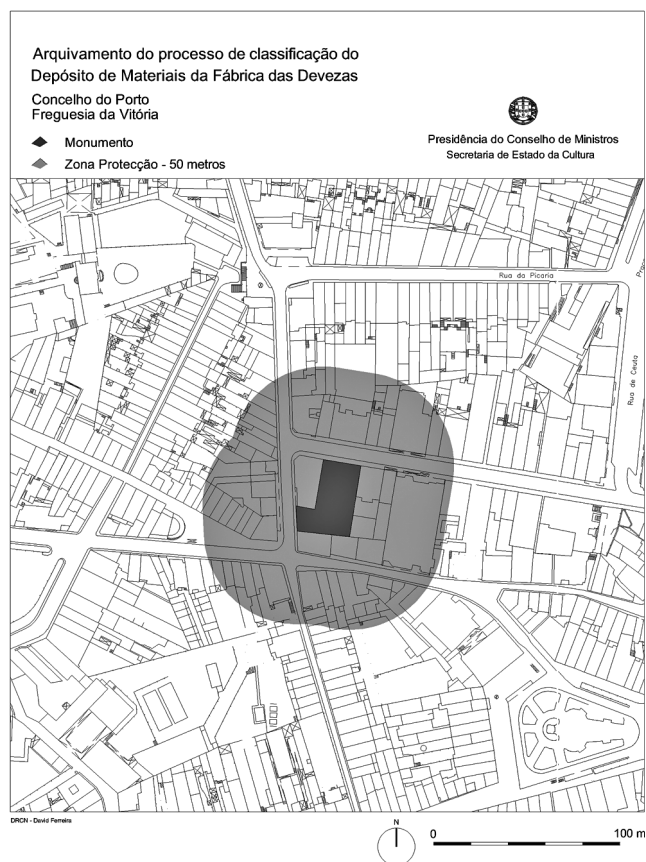 Arquivamento do processo de classificação do
Depósito de Materiais da Fábrica das Devezas
Concelho do Porto
Freguesia da Vitória
Monumento
Zona Protecção - 50 metros
Presidência do Conselho de Ministros
Secretaria de Estado da Cultura
Rua da Picaria
Rua de Ceuta
DRCN - David Ferreira
N
0 100 m